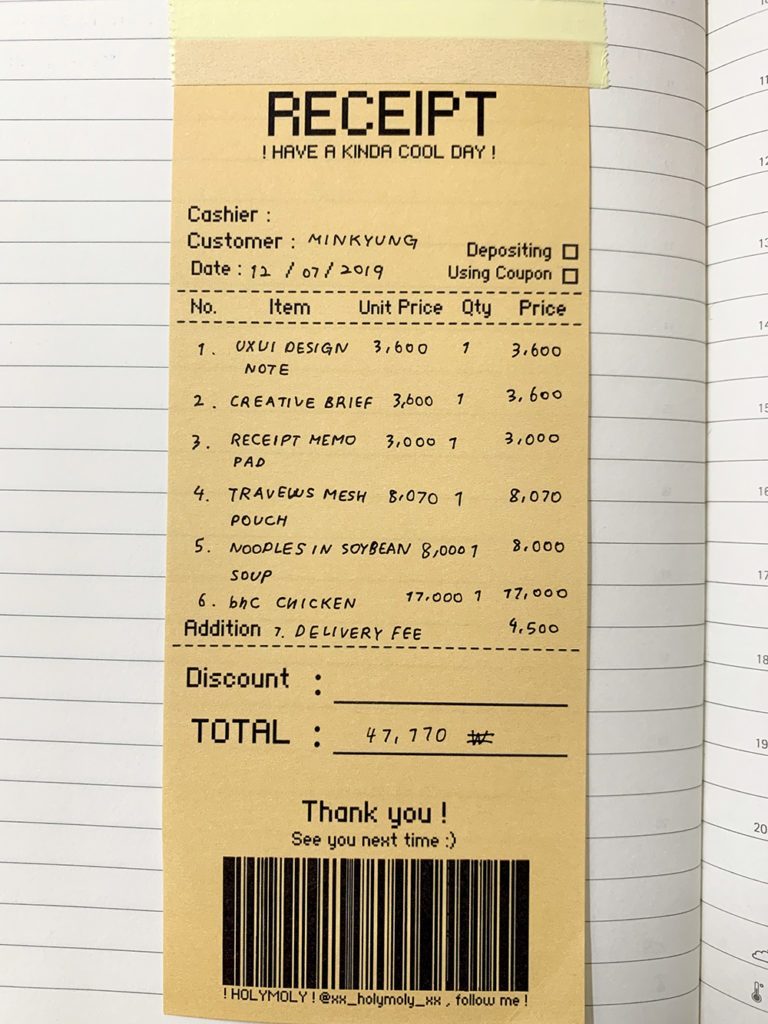 RECEIPT
! HAVE A KINDA COOL DAY !
Cashier :
Customer : MINKYUNG
Depositing
Date : 12 / 07 / 2019
Using Coupon
No. Item Unit Price Qty Price
1. UXUI DESIGN 3,600 1 3,600
NOTE
2. CREATIVE BRIEF 3,600 1 3,600
3. RECEIPT MEMO 3,000 1 3,000
PAD
4. MESH 8,070 1 8,070
POUCH
5. NOODLES IN SOYBEAN 8,000 1 8,000
SOUP
6. bhc CHICKEN 17,000 1 17,000
Addition 7. DELIVERY FEE 4,500
Discount :
TOTAL : 47,770 ₩
Thank you !
See you next time :)
! HOLYMOLY ! @xx_holymoly_xx , follow me !
11
12
13
14
15
16
17
18
19
20